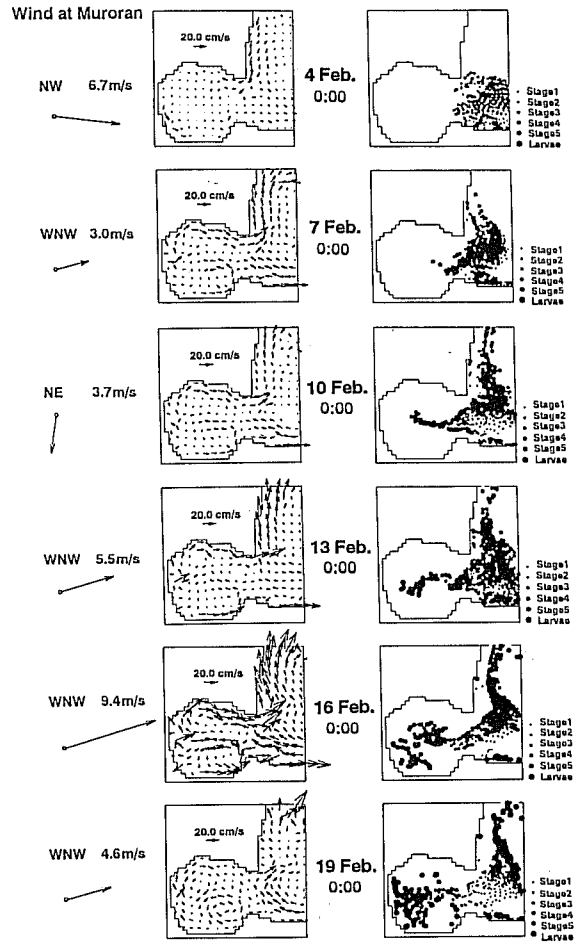 Wind at Muroran
NW 6.7m/s
20.0 cm/s
4 Feb.
0:00
Stage1
Stage2
Stage3
Stage4
Stage5
Larvae
WNW 3.0m/s
20.0 cm/s
7 Feb.
0:00
Stage1
Stage2
Stage3
Stage4
Stage5
Larvae
NE 3.7m/s
20.0 cm/s
10 Feb.
0:00
Stage1
Stage2
Stage3
Stage4
Stage5
Larvae
WNW 5.5m/s
20.0 cm/s
13 Feb.
0:00
Stage1
Stage2
Stage3
Stage4
Stage5
Larvae
WNW 9.4m/s
20.0 cm/s
16 Feb.
0:00
Stage1
Stage2
Stage3
Stage4
Stage5
Larvae
WNW 4.6m/s
20.0 cm/s
19 Feb.
0:00
Stage1
Stage2
Stage3
Stage4
Stage5
Larvae